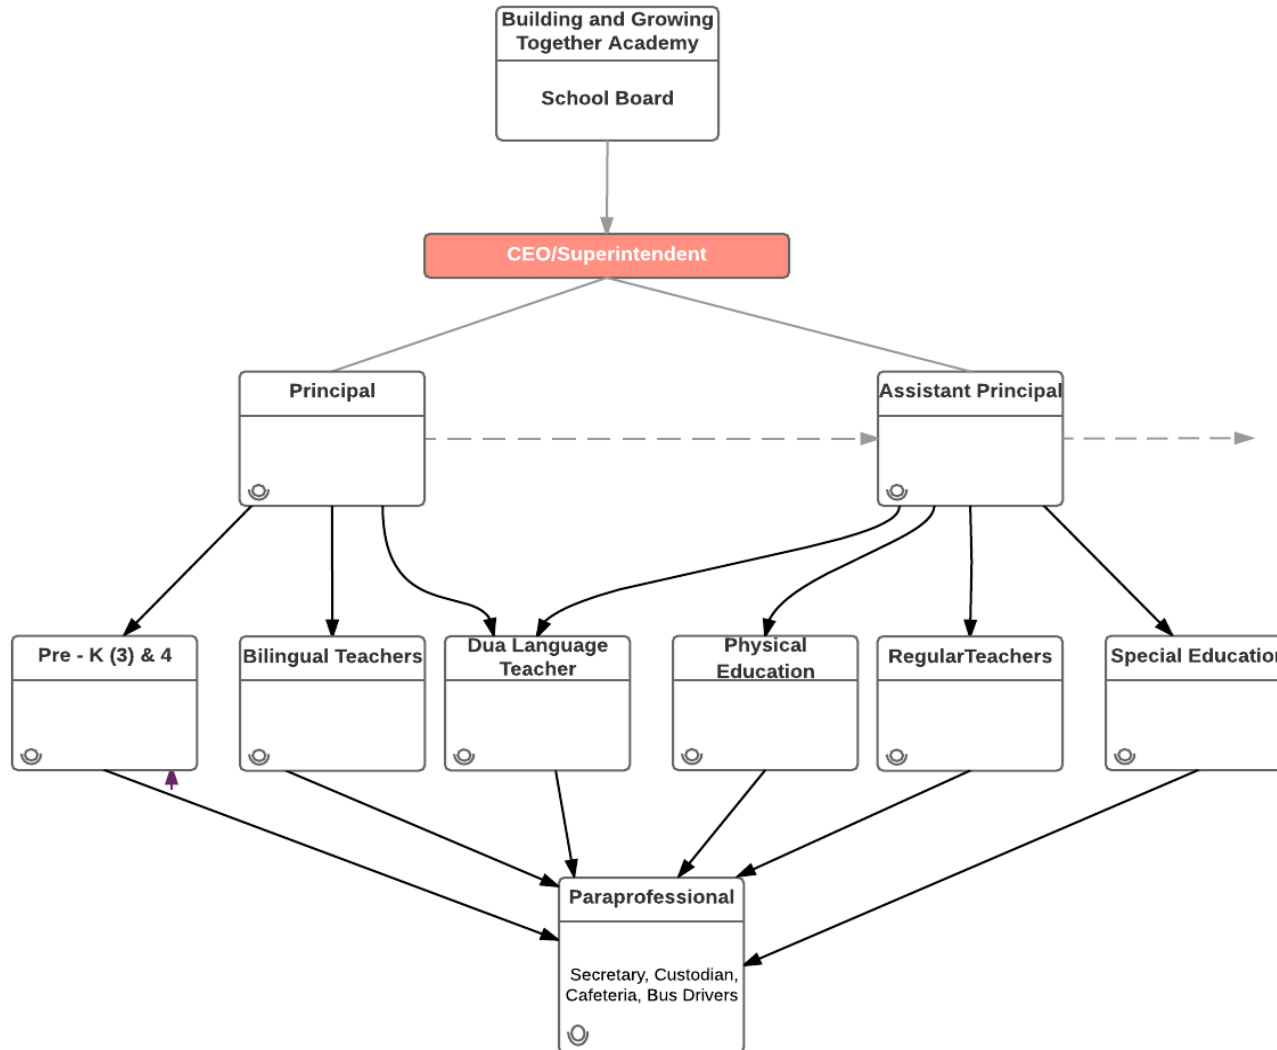 Building and Growing
Together Academy
School Board
CEO/Superintendent
Principal
Assistant Principal
Pre - K (3) & 4
Bilingual Teachers
Dua Language
Teacher
Physical
Education
RegularTeachers
Special Education
Paraprofessional
Secretary, Custodian,
Cafeteria, Bus Drivers